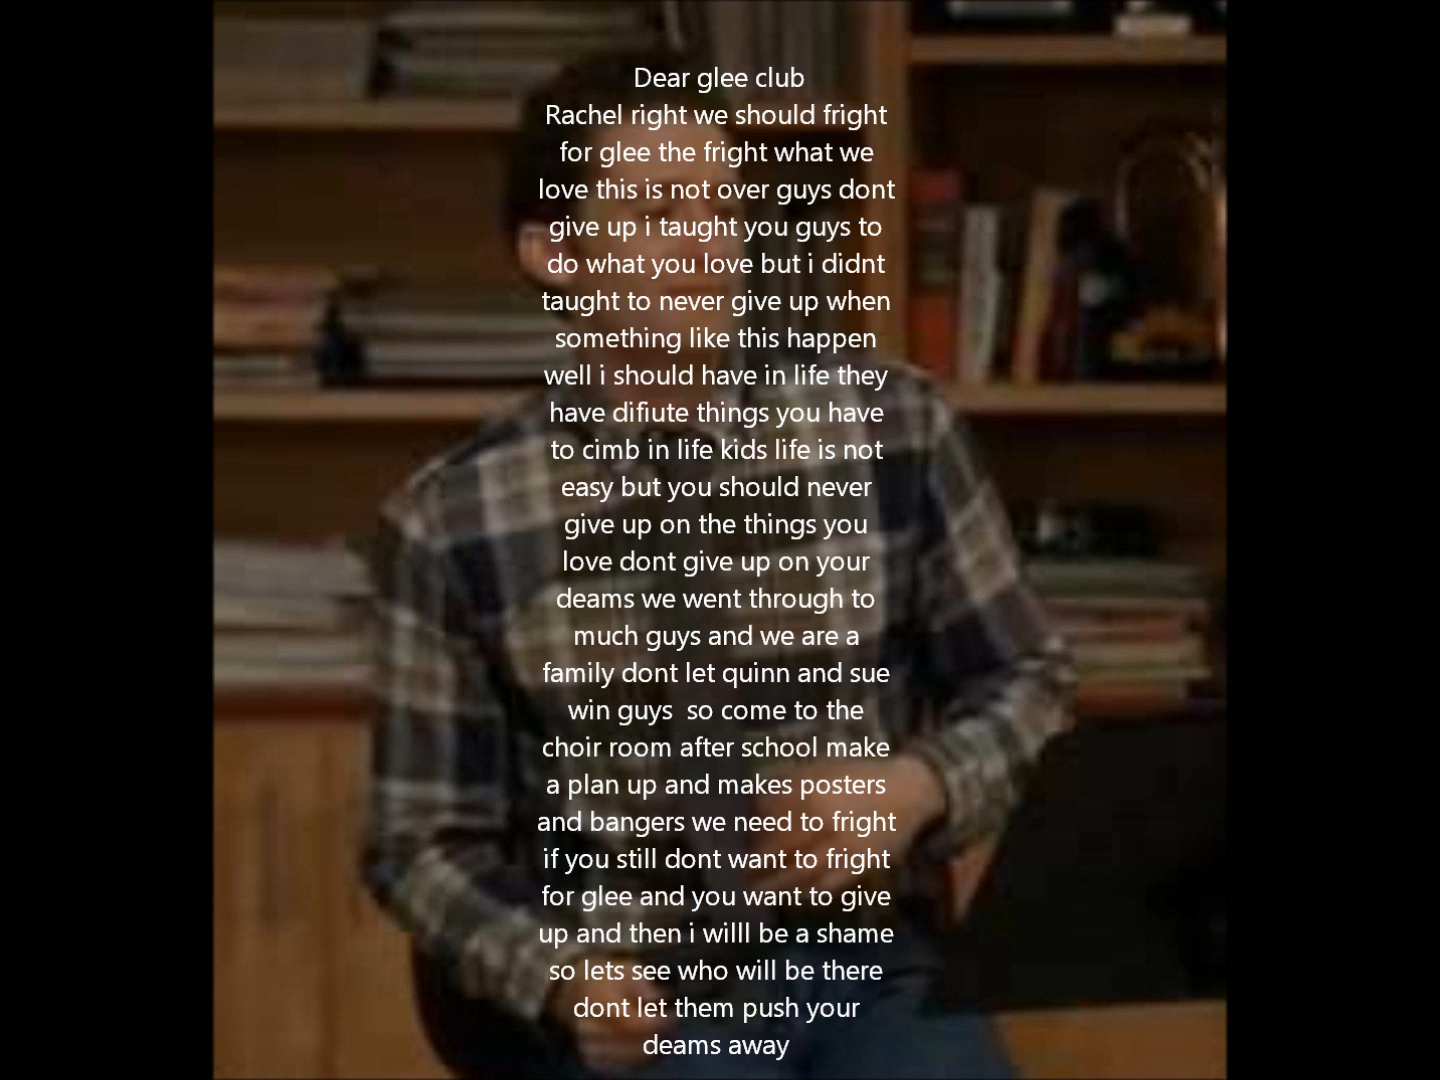 Dear glee club
Rachel right we should fright
for glee the fright what we
love this is not over guys dont
give up i taught you guys to
do what you love but i didnt
taught to never give up when
something like this happen
well i should have in life they
have difiute things you have
to cimb in life kids life is not
easy but you should never
give up on the things you
love dont give up on your
deams we went through to
much guys and we are a
family dont let quinn and sue
win guys  so come to the
choir room after school make
a plan up and makes posters
and bangers we need to fright
if you still dont want to fright
for glee and you want to give
up and then i willl be a shame
so lets see who will be there
dont let them push your
deams away